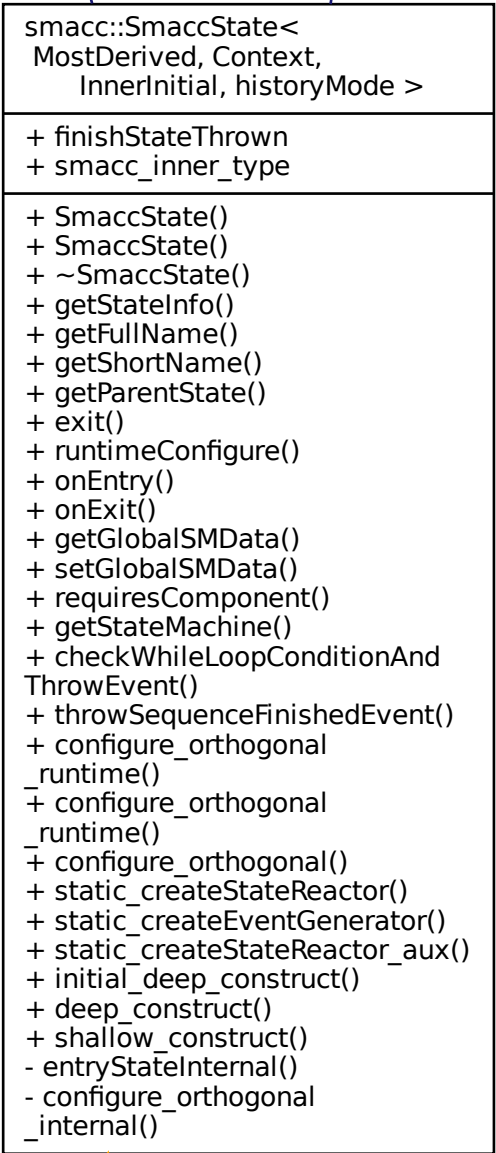 smacc::SmaccState<
MostDerived, Context,
InnerInitial, historyMode >
+ finishStateThrown
+ smacc_inner_type
+ SmaccState()
+ SmaccState()
+ ~SmaccState()
+ getStateInfo()
+ getFullName()
+ getShortName()
+ getParentState()
+ exit()
+ runtimeConfigure()
+ onEntry()
+ onExit()
+ getGlobalSMData()
+ setGlobalSMData()
+ requiresComponent()
+ getStateMachine()
+ checkWhileLoopConditionAnd
ThrowEvent()
+ throwSequenceFinishedEvent()
+ configure_orthogonal
_runtime()
+ configure_orthogonal
_runtime()
+ configure_orthogonal()
+ static_createStateReactor()
+ static_createEventGenerator()
+ static_createStateReactor_aux()
+ initial_deep_construct()
+ deep_construct()
+ shallow_construct()
- entryStateInternal()
- configure_orthogonal
_internal()